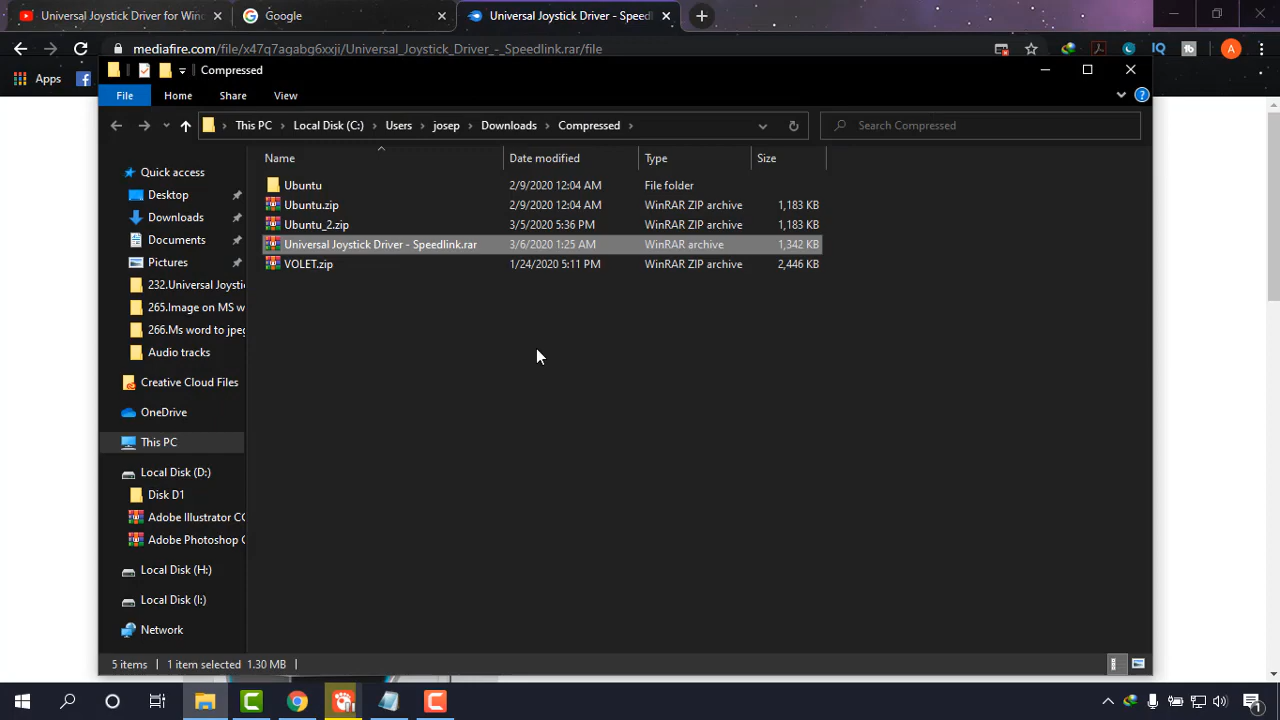 Universal Joystick Driver for Wind
Google
Universal Joystick Driver - Speedl
mediafire.com/file/x47q7agabg6xxji/Universal_Joystick_Driver_-_Speedlink.rar/file
IQ
A
Apps
Compressed
File
Home
Share
View
This PC
Local Disk (C:)
Users
josep
Downloads
Compressed
Search Compressed
Name
Date modified
Type
Size
Ubuntu
2/9/2020 12:04 AM
File folder
Ubuntu.zip
2/9/2020 12:04 AM
WinRAR ZIP archive
1,183 KB
Ubuntu_2.zip
3/5/2020 5:36 PM
WinRAR ZIP archive
1,183 KB
Universal Joystick Driver - Speedlink.rar
3/6/2020 1:25 AM
WinRAR archive
1,342 KB
VOLET.zip
1/24/2020 5:11 PM
WinRAR ZIP archive
2,446 KB
Quick access
Desktop
Downloads
Documents
Pictures
232.Universal Joysti
265.Image on MS w
266.Ms word to jpeg
Audio tracks
Creative Cloud Files
OneDrive
This PC
Local Disk (D:)
Disk D1
Adobe Illustrator CC
Adobe Photoshop C
Local Disk (H:)
Local Disk (I:)
Network
5 items
1 item selected 1.30 MB
1